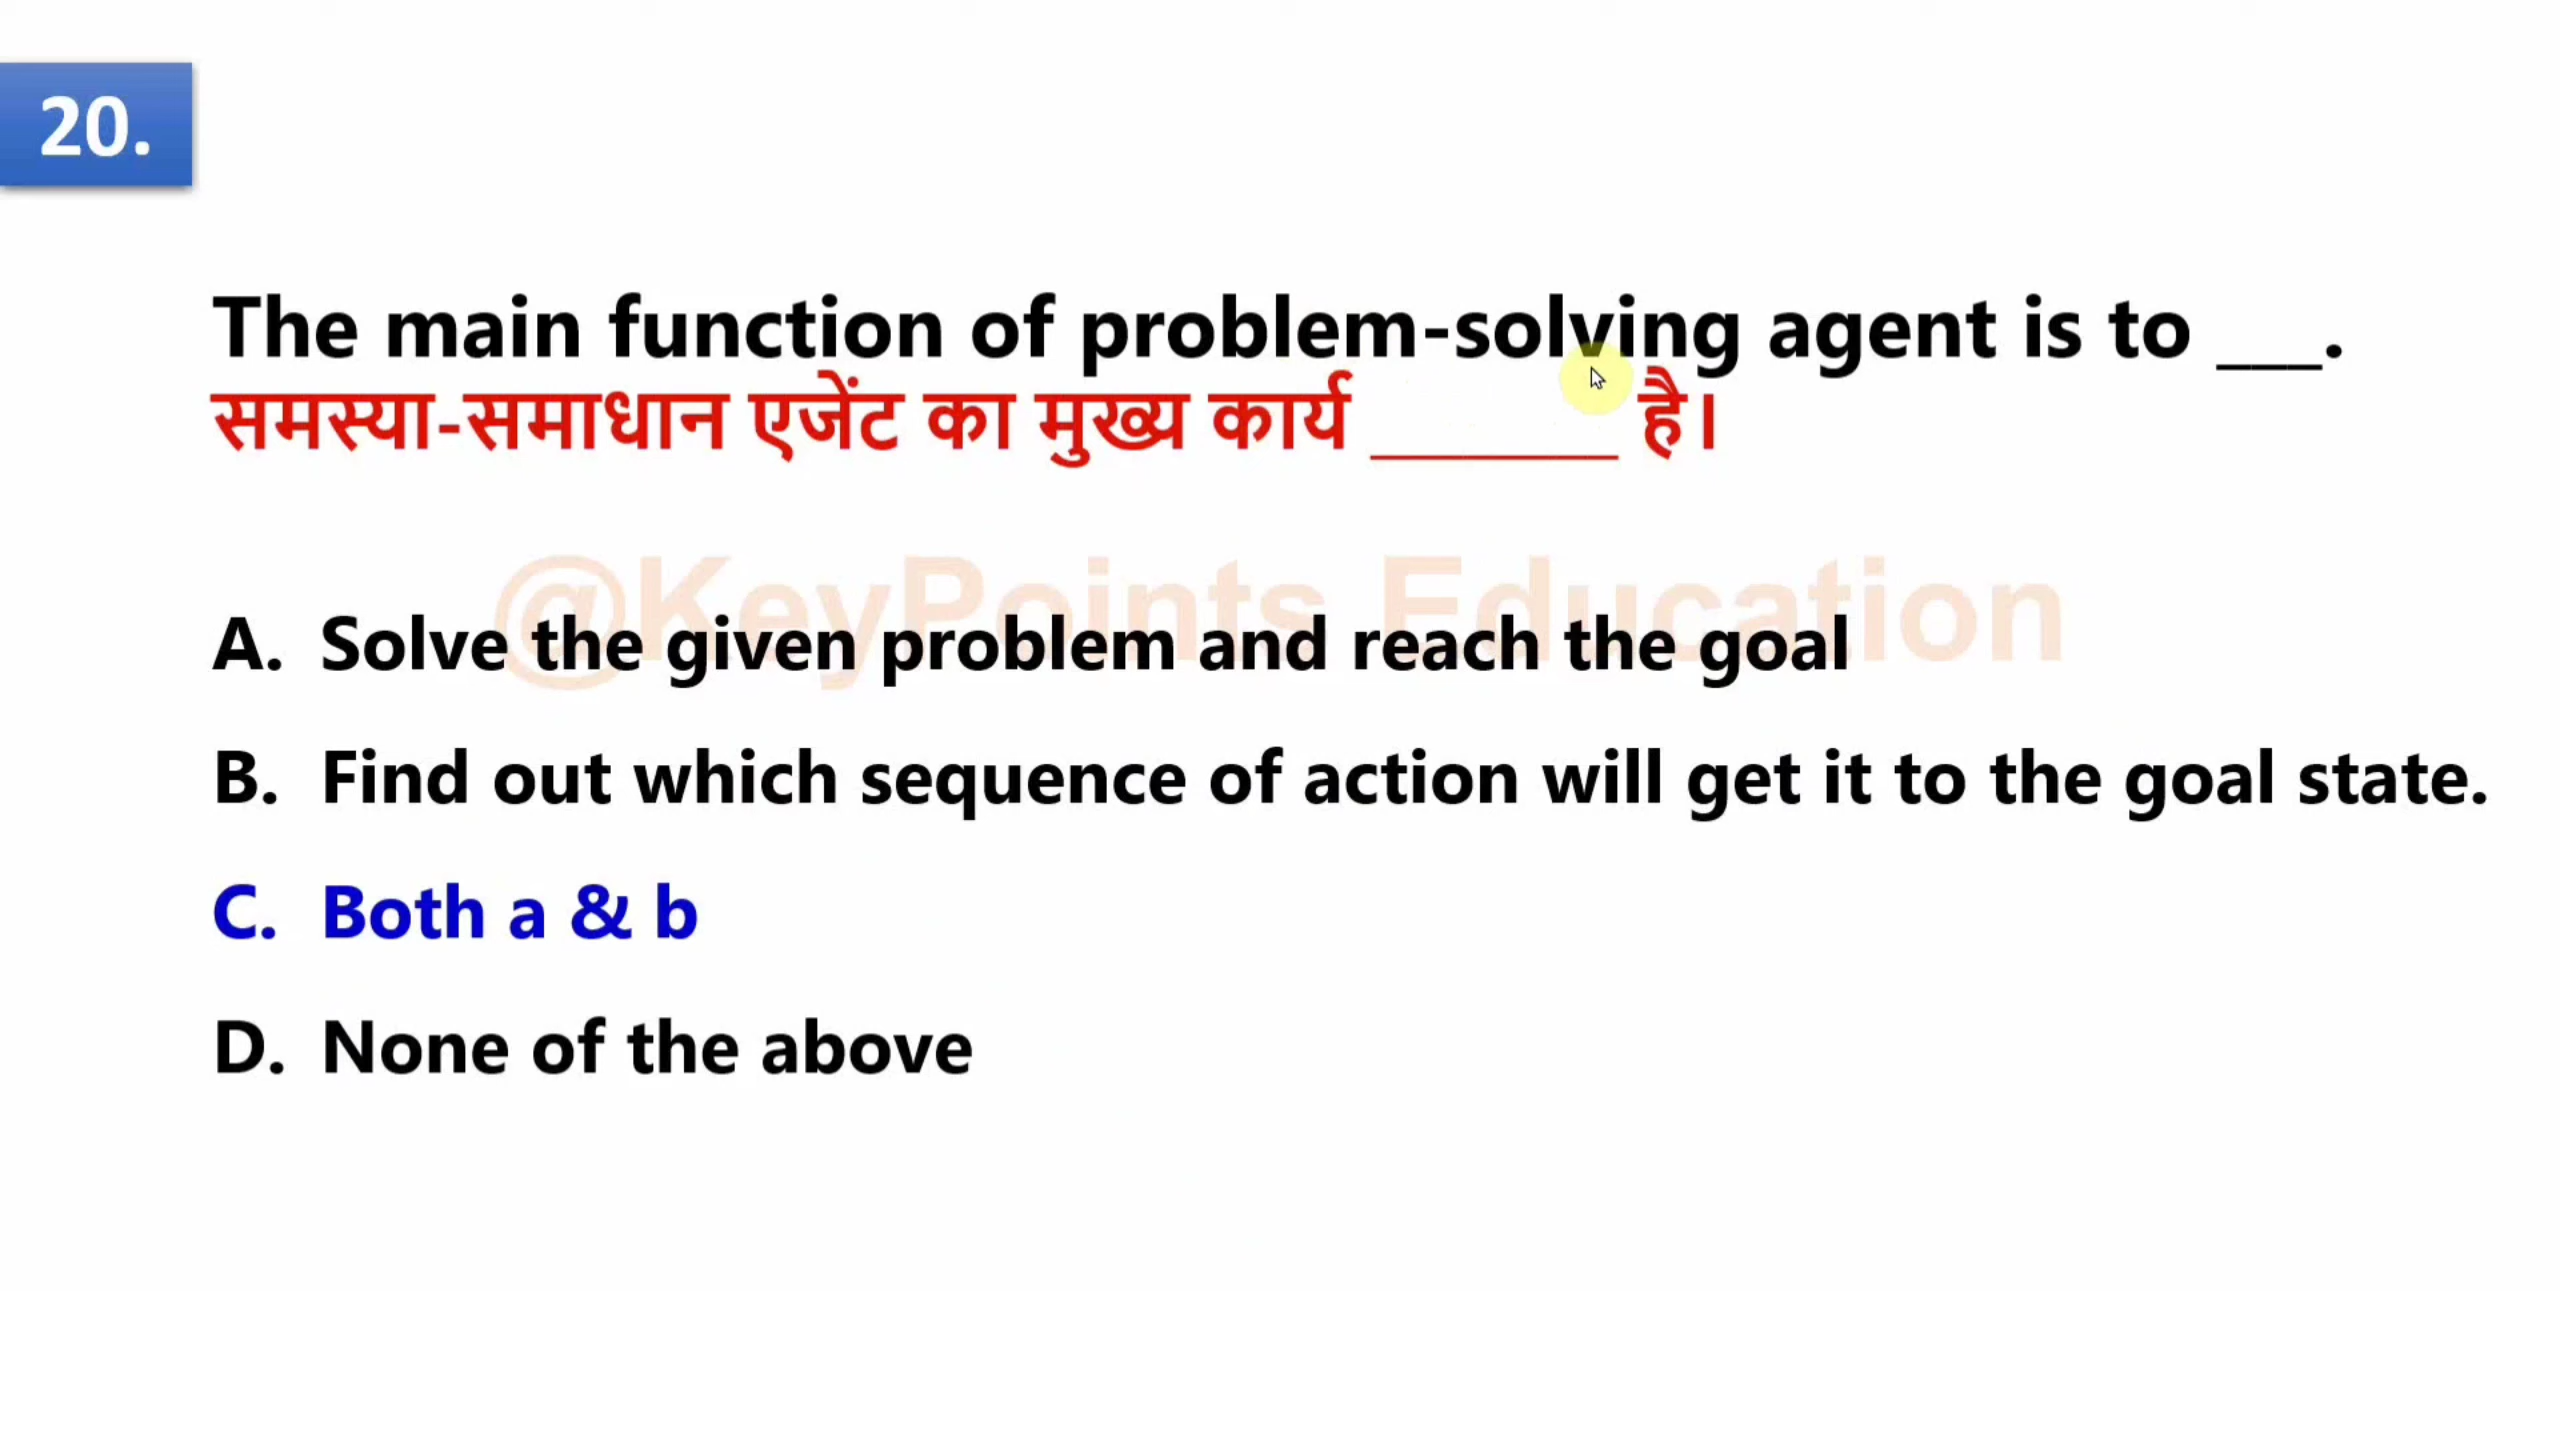 20.
The main function of problem-solving agent is to ___.
समस्या-समाधान एजेंट का मुख्य कार्य ________ है।
@KeyPoints Education
A. Solve the given problem and reach the goal
B. Find out which sequence of action will get it to the goal state.
C. Both a & b
D. None of the above